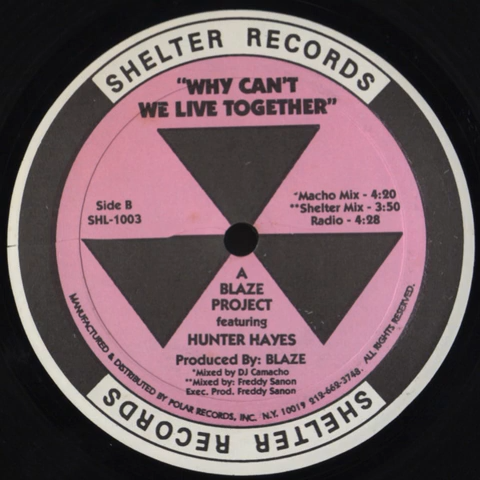 SHELTER RECORDS
"WHY CAN'T
WE LIVE TOGETHER"
Side B
SHL-1003
*Macho Mix - 4:20
**Shelter Mix - 3:50
Radio - 4:28
A
BLAZE
PROJECT
featuring
HUNTER HAYES
Produced By: BLAZE
*Mixed by DJ Camacho
**Mixed by: Freddy Sanon
Exec. Prod. Freddy Sanon
MANUFACTURED & DISTRIBUTED BY POLAR RECORDS, INC. N.Y. 10019 212-662-3748. ALL RIGHTS RESERVED.
SHELTER RECORDS